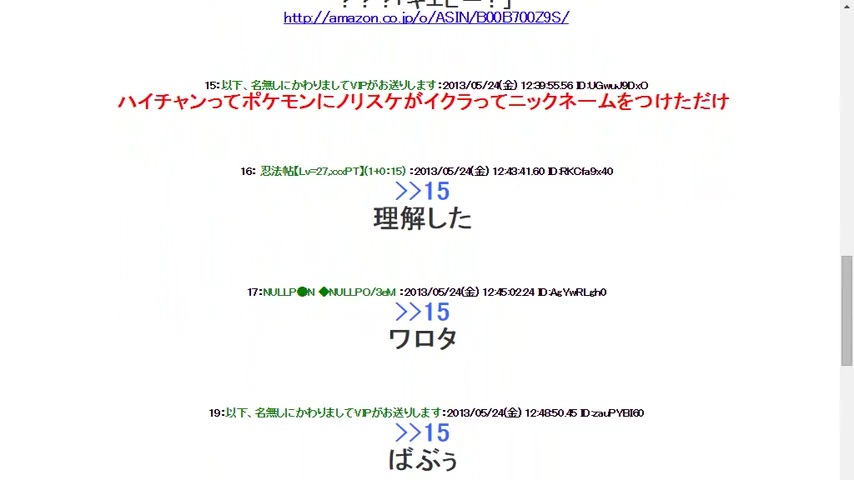 http://amazon.co.jp/o/ASIN/B00B700Z9S/
15:以下、名無しにかわりましてVIPがお送りします:2013/05/24(金) 12:39:55.56 ID:UGwuJ9DxO
ハイチャンってポケモンにノリスケがイクラってニックネームをつけただけ
16: 忍法帖【Lv=27,xxxPT】(1+0:15) :2013/05/24(金) 12:43:41.60 ID:RKCfa9x40
>>15
理解した
17:NULLP●N ◆NULLPO/3eM :2013/05/24(金) 12:45:02.24 ID:AgYwRLgh0
>>15
ワロタ
19:以下、名無しにかわりましてVIPがお送りします:2013/05/24(金) 12:48:50.45 ID:zauPYBI60
>>15
ばぶぅ